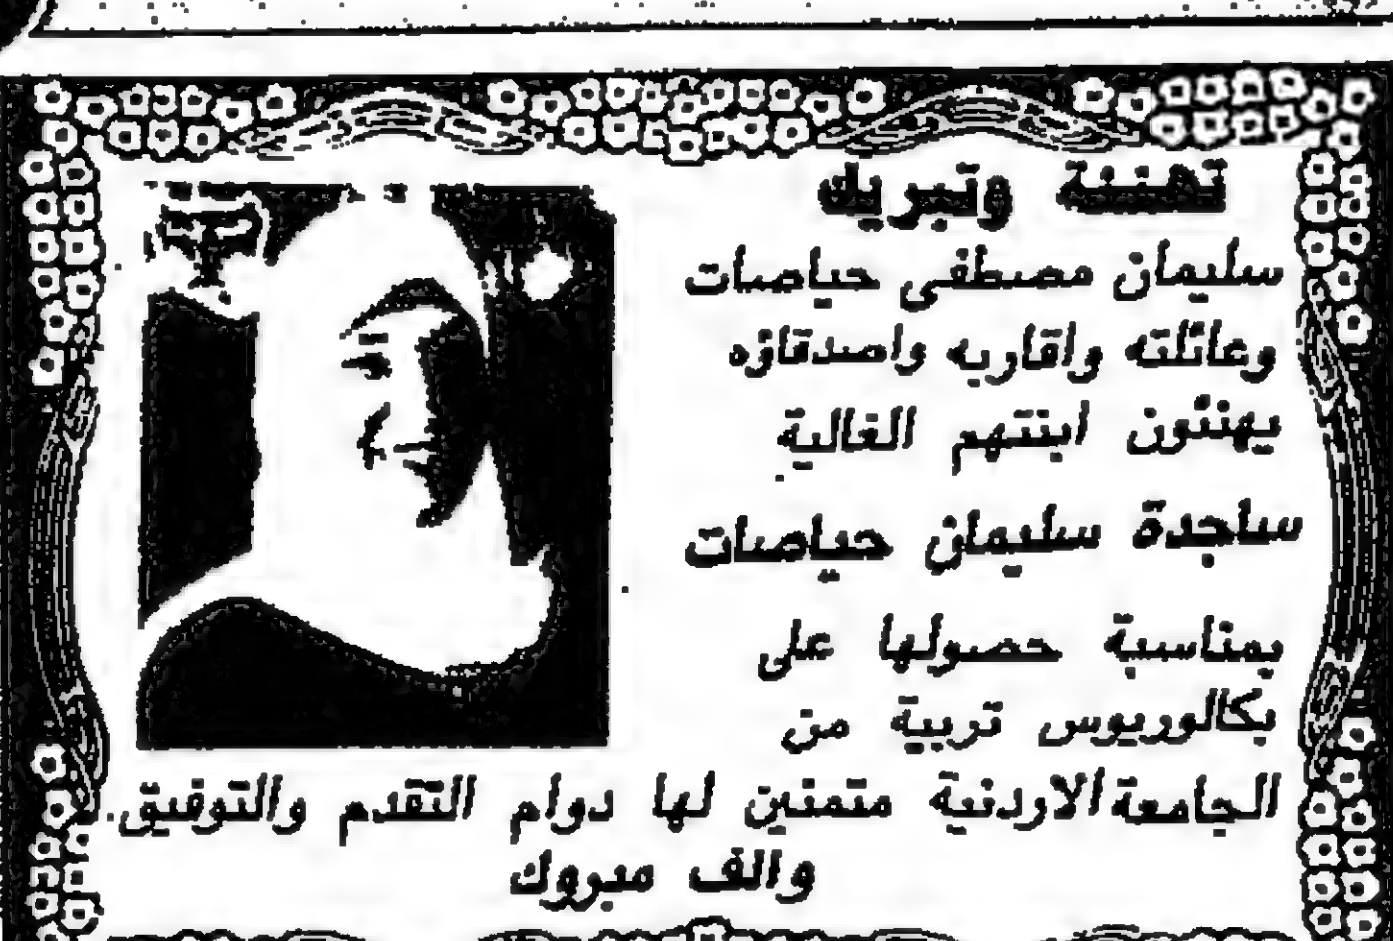 تهنئة وتبريك
سليمان مصطفى حياصات
وعائلته واقاربه واصدقاؤه
يهنئون ابنتهم الغالية
ساجدة سليمان حياصات
بمناسبة حصولها على
بكالوريوس تربية من
الجامعة الاردنية متمنين لها دوام التقدم والتوفيق.
والف مبروك